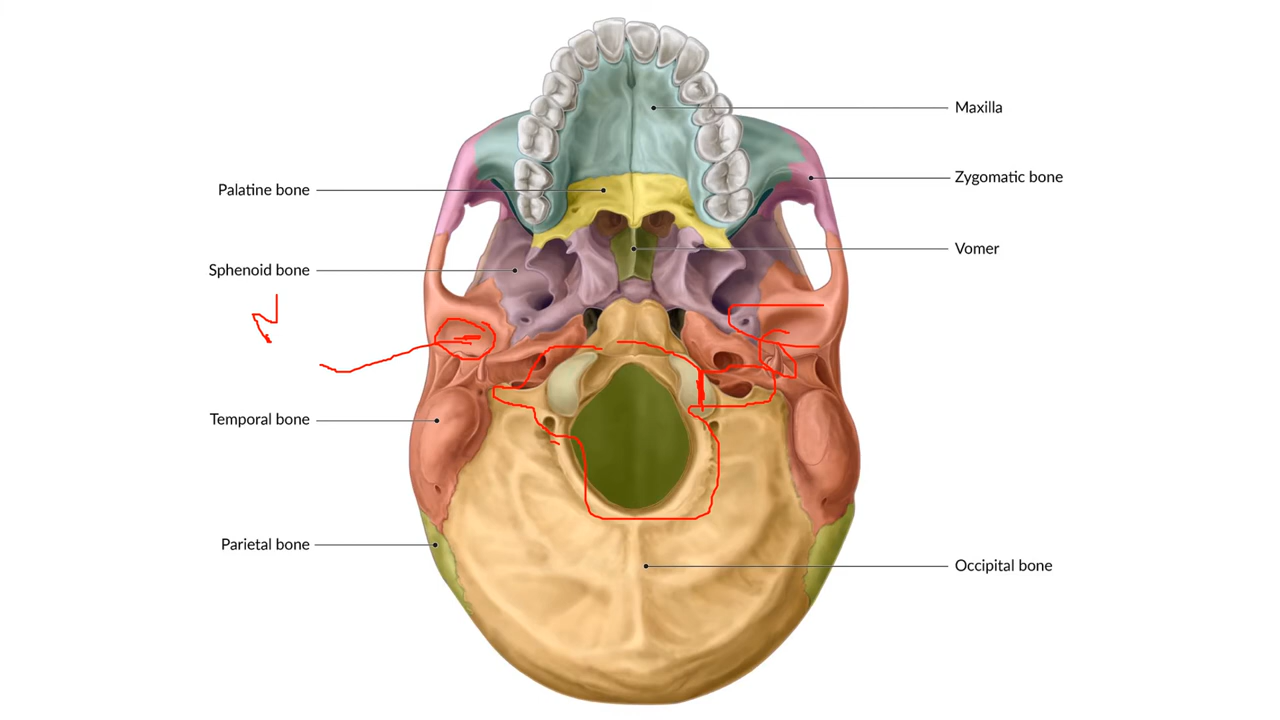 Maxilla
Zygomatic bone
Palatine bone
Vomer
Sphenoid bone
Temporal bone
Parietal bone
Occipital bone